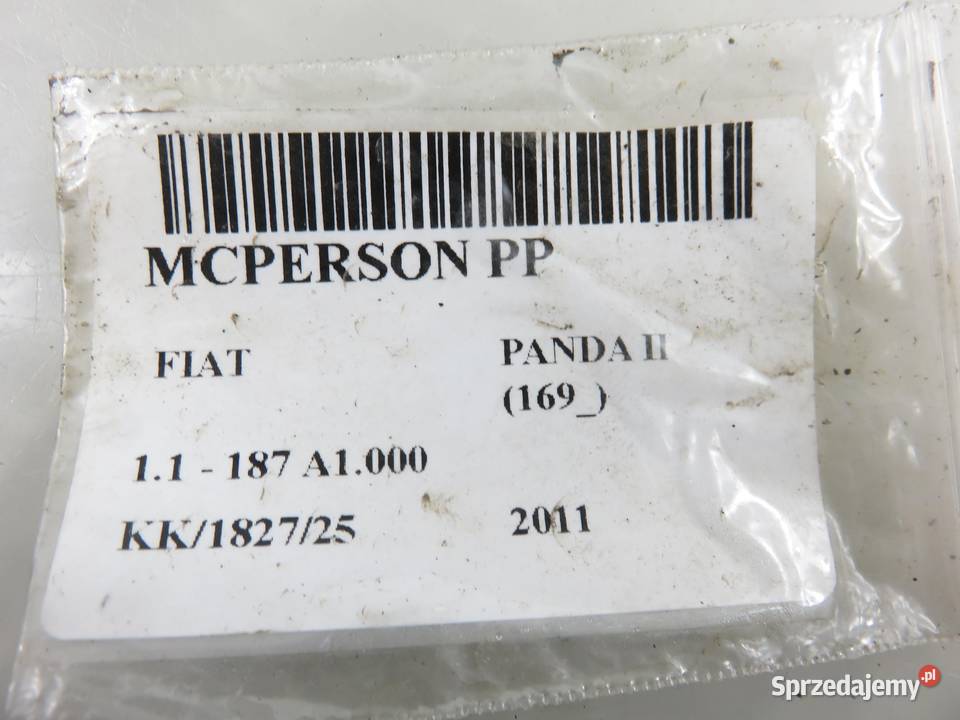 MCPERSON PP
FIAT PANDA II
(169_)
1.1 - 187 A1.000
KK/1827/25 2011
Sprzedajemy.pl